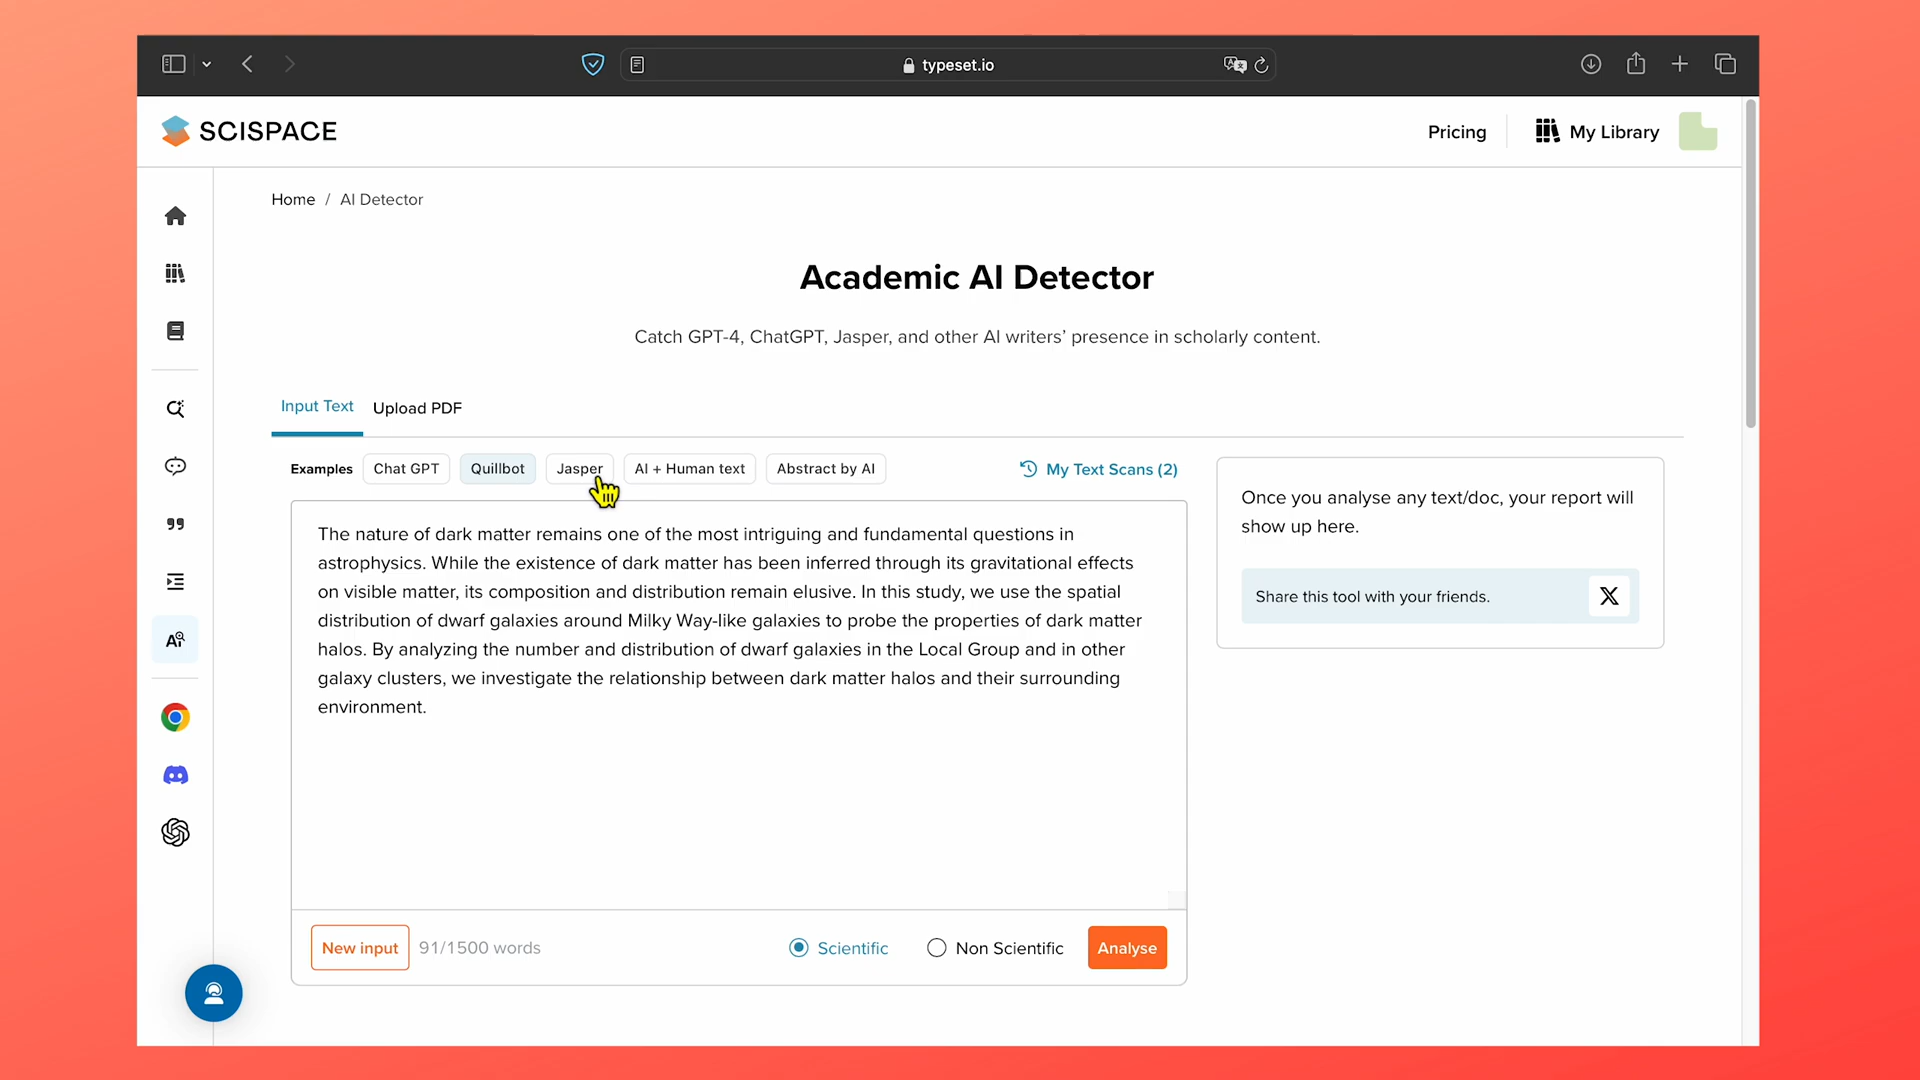 typeset.io
SCISPACE
Pricing
My Library
Home / AI Detector
Academic AI Detector
Catch GPT-4, ChatGPT, Jasper, and other AI writers' presence in scholarly content.
Input Text
Upload PDF
Examples
Chat GPT
Quillbot
Jasper
AI + Human text
Abstract by AI
My Text Scans (2)
The nature of dark matter remains one of the most intriguing and fundamental questions in
astrophysics. While the existence of dark matter has been inferred through its gravitational effects
on visible matter, its composition and distribution remain elusive. In this study, we use the spatial
distribution of dwarf galaxies around Milky Way-like galaxies to probe the properties of dark matter
halos. By analyzing the number and distribution of dwarf galaxies in the Local Group and in other
galaxy clusters, we investigate the relationship between dark matter halos and their surrounding
environment.
Once you analyse any text/doc, your report will
show up here.
Share this tool with your friends.
New input
91/1500 words
Scientific
Non Scientific
Analyse